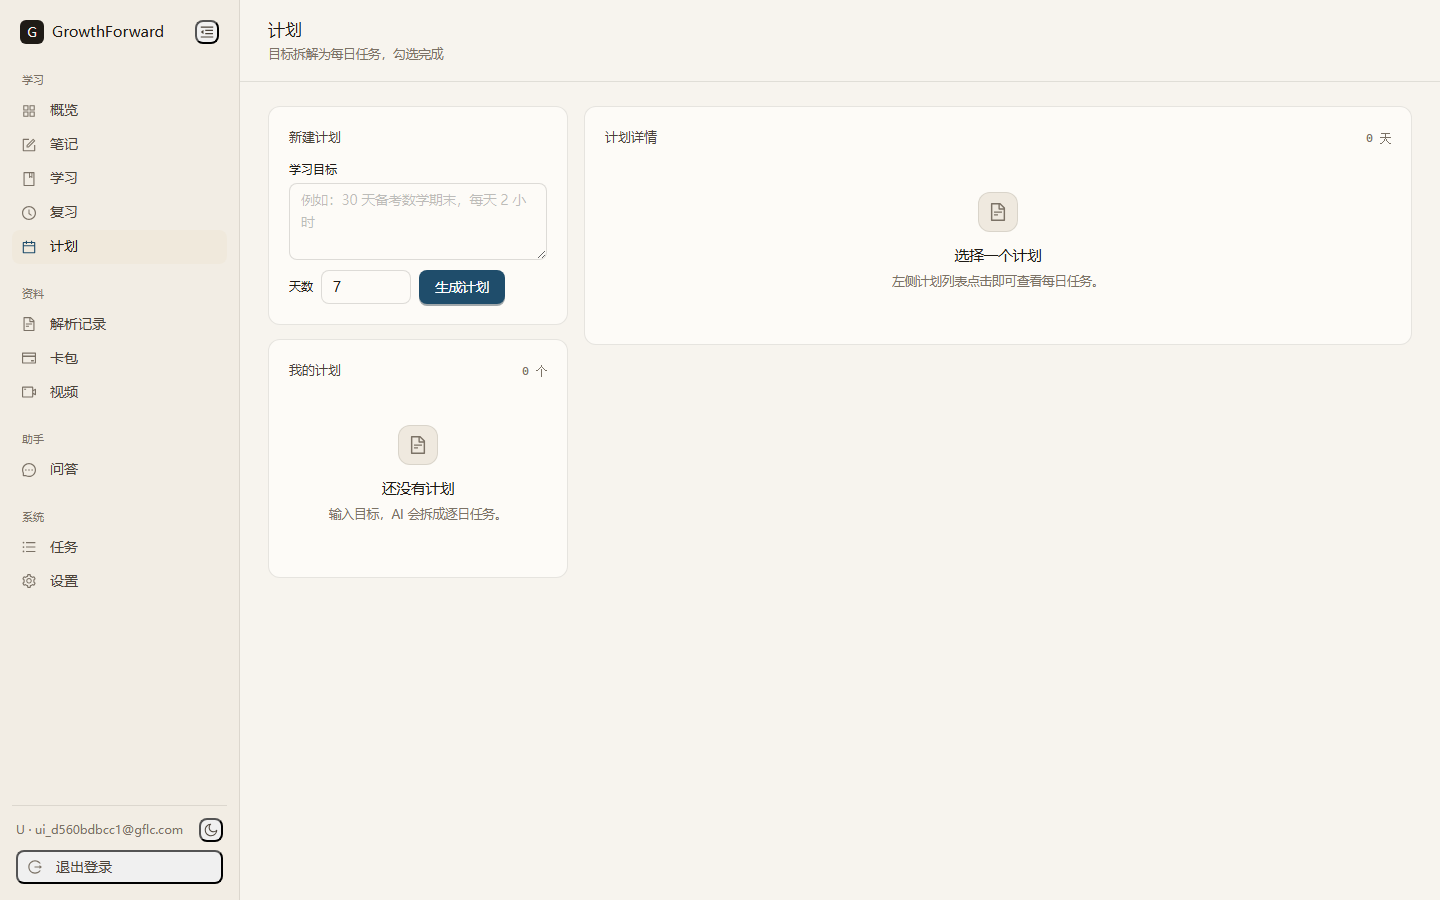 G GrowthForward
学习
概览
笔记
学习
复习
计划
资料
解析记录
卡包
视频
助手
问答
系统
任务
设置
U · ui_d560bdbcc1@gflc.com
退出登录
计划
目标拆解为每日任务，勾选完成
新建计划
学习目标
例如：30 天备考数学期末，每天 2 小
时
天数 7 生成计划
我的计划 0 个
还没有计划
输入目标，AI 会拆成逐日任务。
计划详情 0 天
选择一个计划
左侧计划列表点击即可查看每日任务。